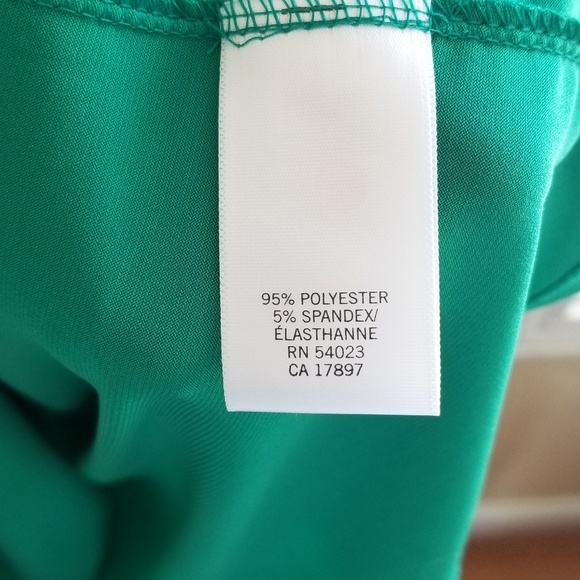 95% POLYESTER
5% SPANDEX/
ÉLASTHANNE
RN 54023
CA 17897